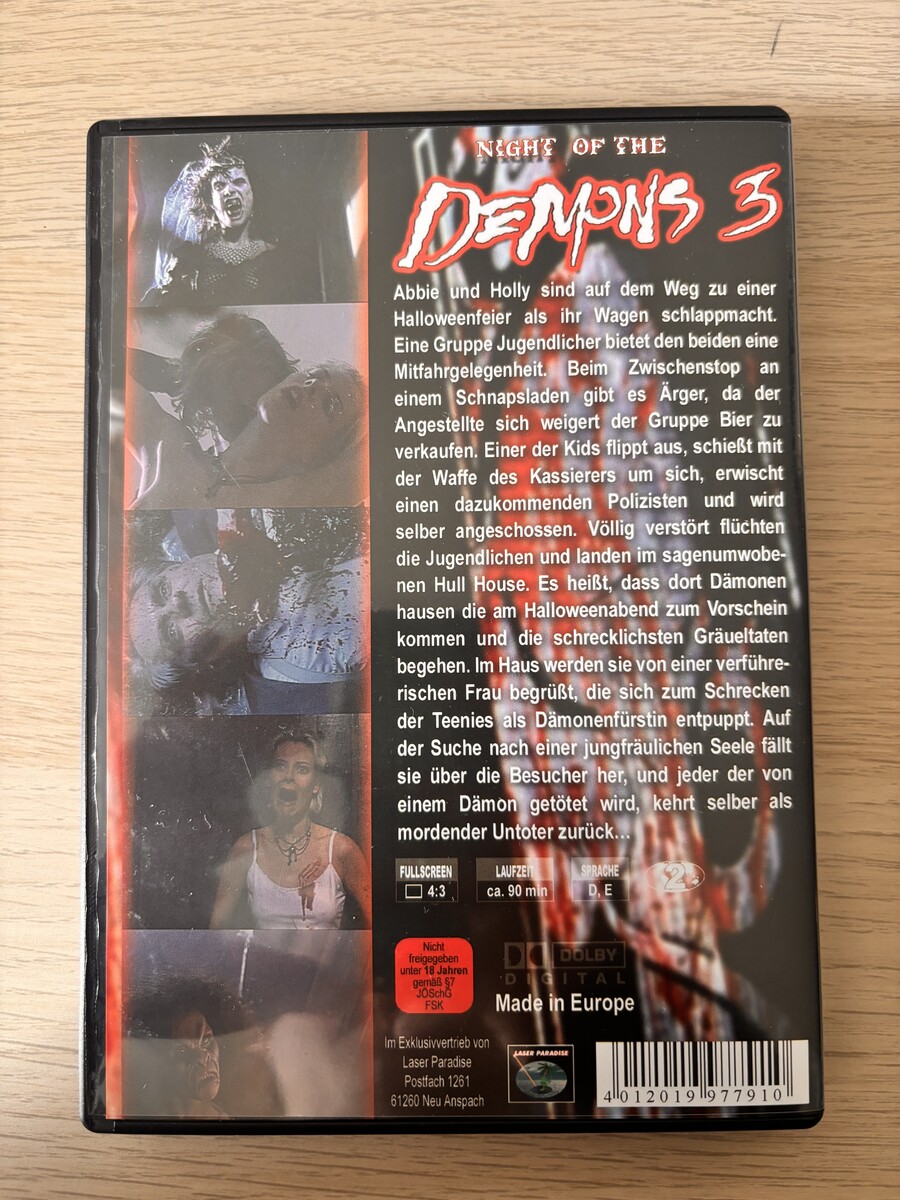 NIGHT OF THE
DEMONS 3
Abbie und Holly sind auf dem Weg zu einer
Halloweenfeier als ihr Wagen schlappmacht.
Eine Gruppe Jugendlicher bietet den beiden eine
Mitfahrgelegenheit. Beim Zwischenstop an
einem Schnapsladen gibt es Ärger, da der
Angestellte sich weigert der Gruppe Bier zu
verkaufen. Einer der Kids flippt aus, schießt mit
der Waffe des Kassierers um sich, erwischt
einen dazukommenden Polizisten und wird
selber angeschossen. Völlig verstört flüchten
die Jugendlichen und landen im sagenumwobe-
nen Hull House. Es heißt, dass dort Dämonen
hausen die am Halloweenabend zum Vorschein
kommen und die schrecklichsten Gräueltaten
begehen. Im Haus werden sie von einer verführe-
rischen Frau begrüßt, die sich zum Schrecken
der Teenies als Dämonenfürstin entpuppt. Auf
der Suche nach einer jungfräulichen Seele fällt
sie über die Besucher her, und jeder der von
einem Dämon getötet wird, kehrt selber als
mordender Untoter zurück...
FULLSCREEN
4:3
LAUFZEIT
ca. 90 min
SPRACHE
D, E
2
Nicht
freigegeben
unter 18 Jahren
gemäß §7
JÖSchG
FSK
DOLBY
DIGITAL
Made in Europe
Im Exklusivvertrieb von
Laser Paradise
Postfach 1261
61260 Neu Anspach
LASER PARADISE
4 012019 977910